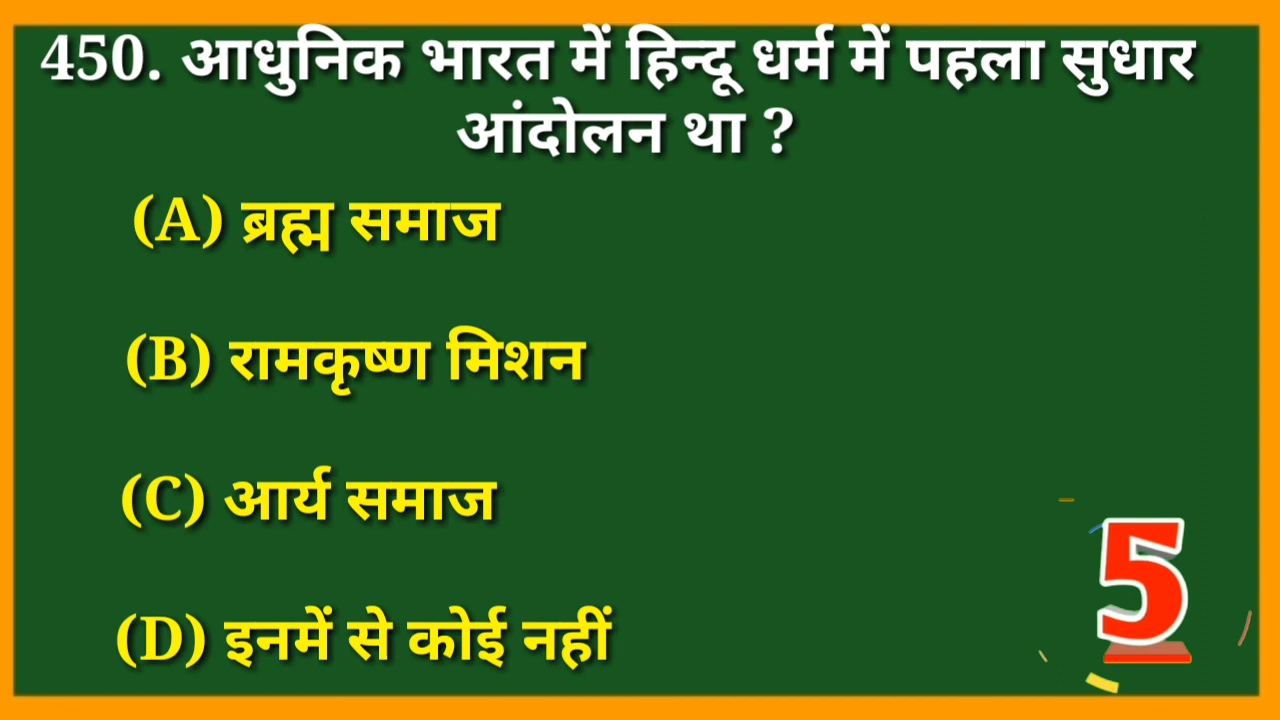 450. आधुनिक भारत में हिन्दू धर्म में पहला सुधार
आंदोलन था ?
(A) ब्रह्म समाज
(B) रामकृष्ण मिशन
(C) आर्य समाज
(D) इनमें से कोई नहीं
5